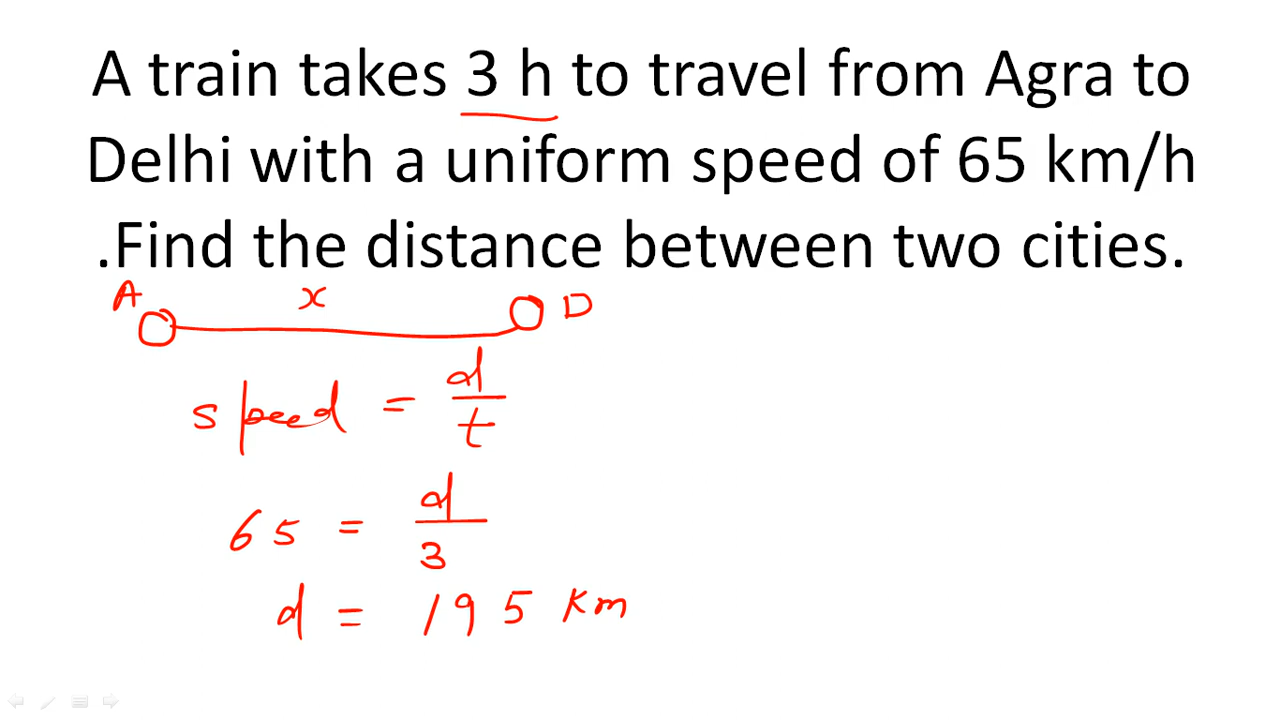 A train takes 3 h to travel from Agra to
Delhi with a uniform speed of 65 km/h
.Find the distance between two cities.
A x D
speed = d/t
65 = d/3
d = 195 km